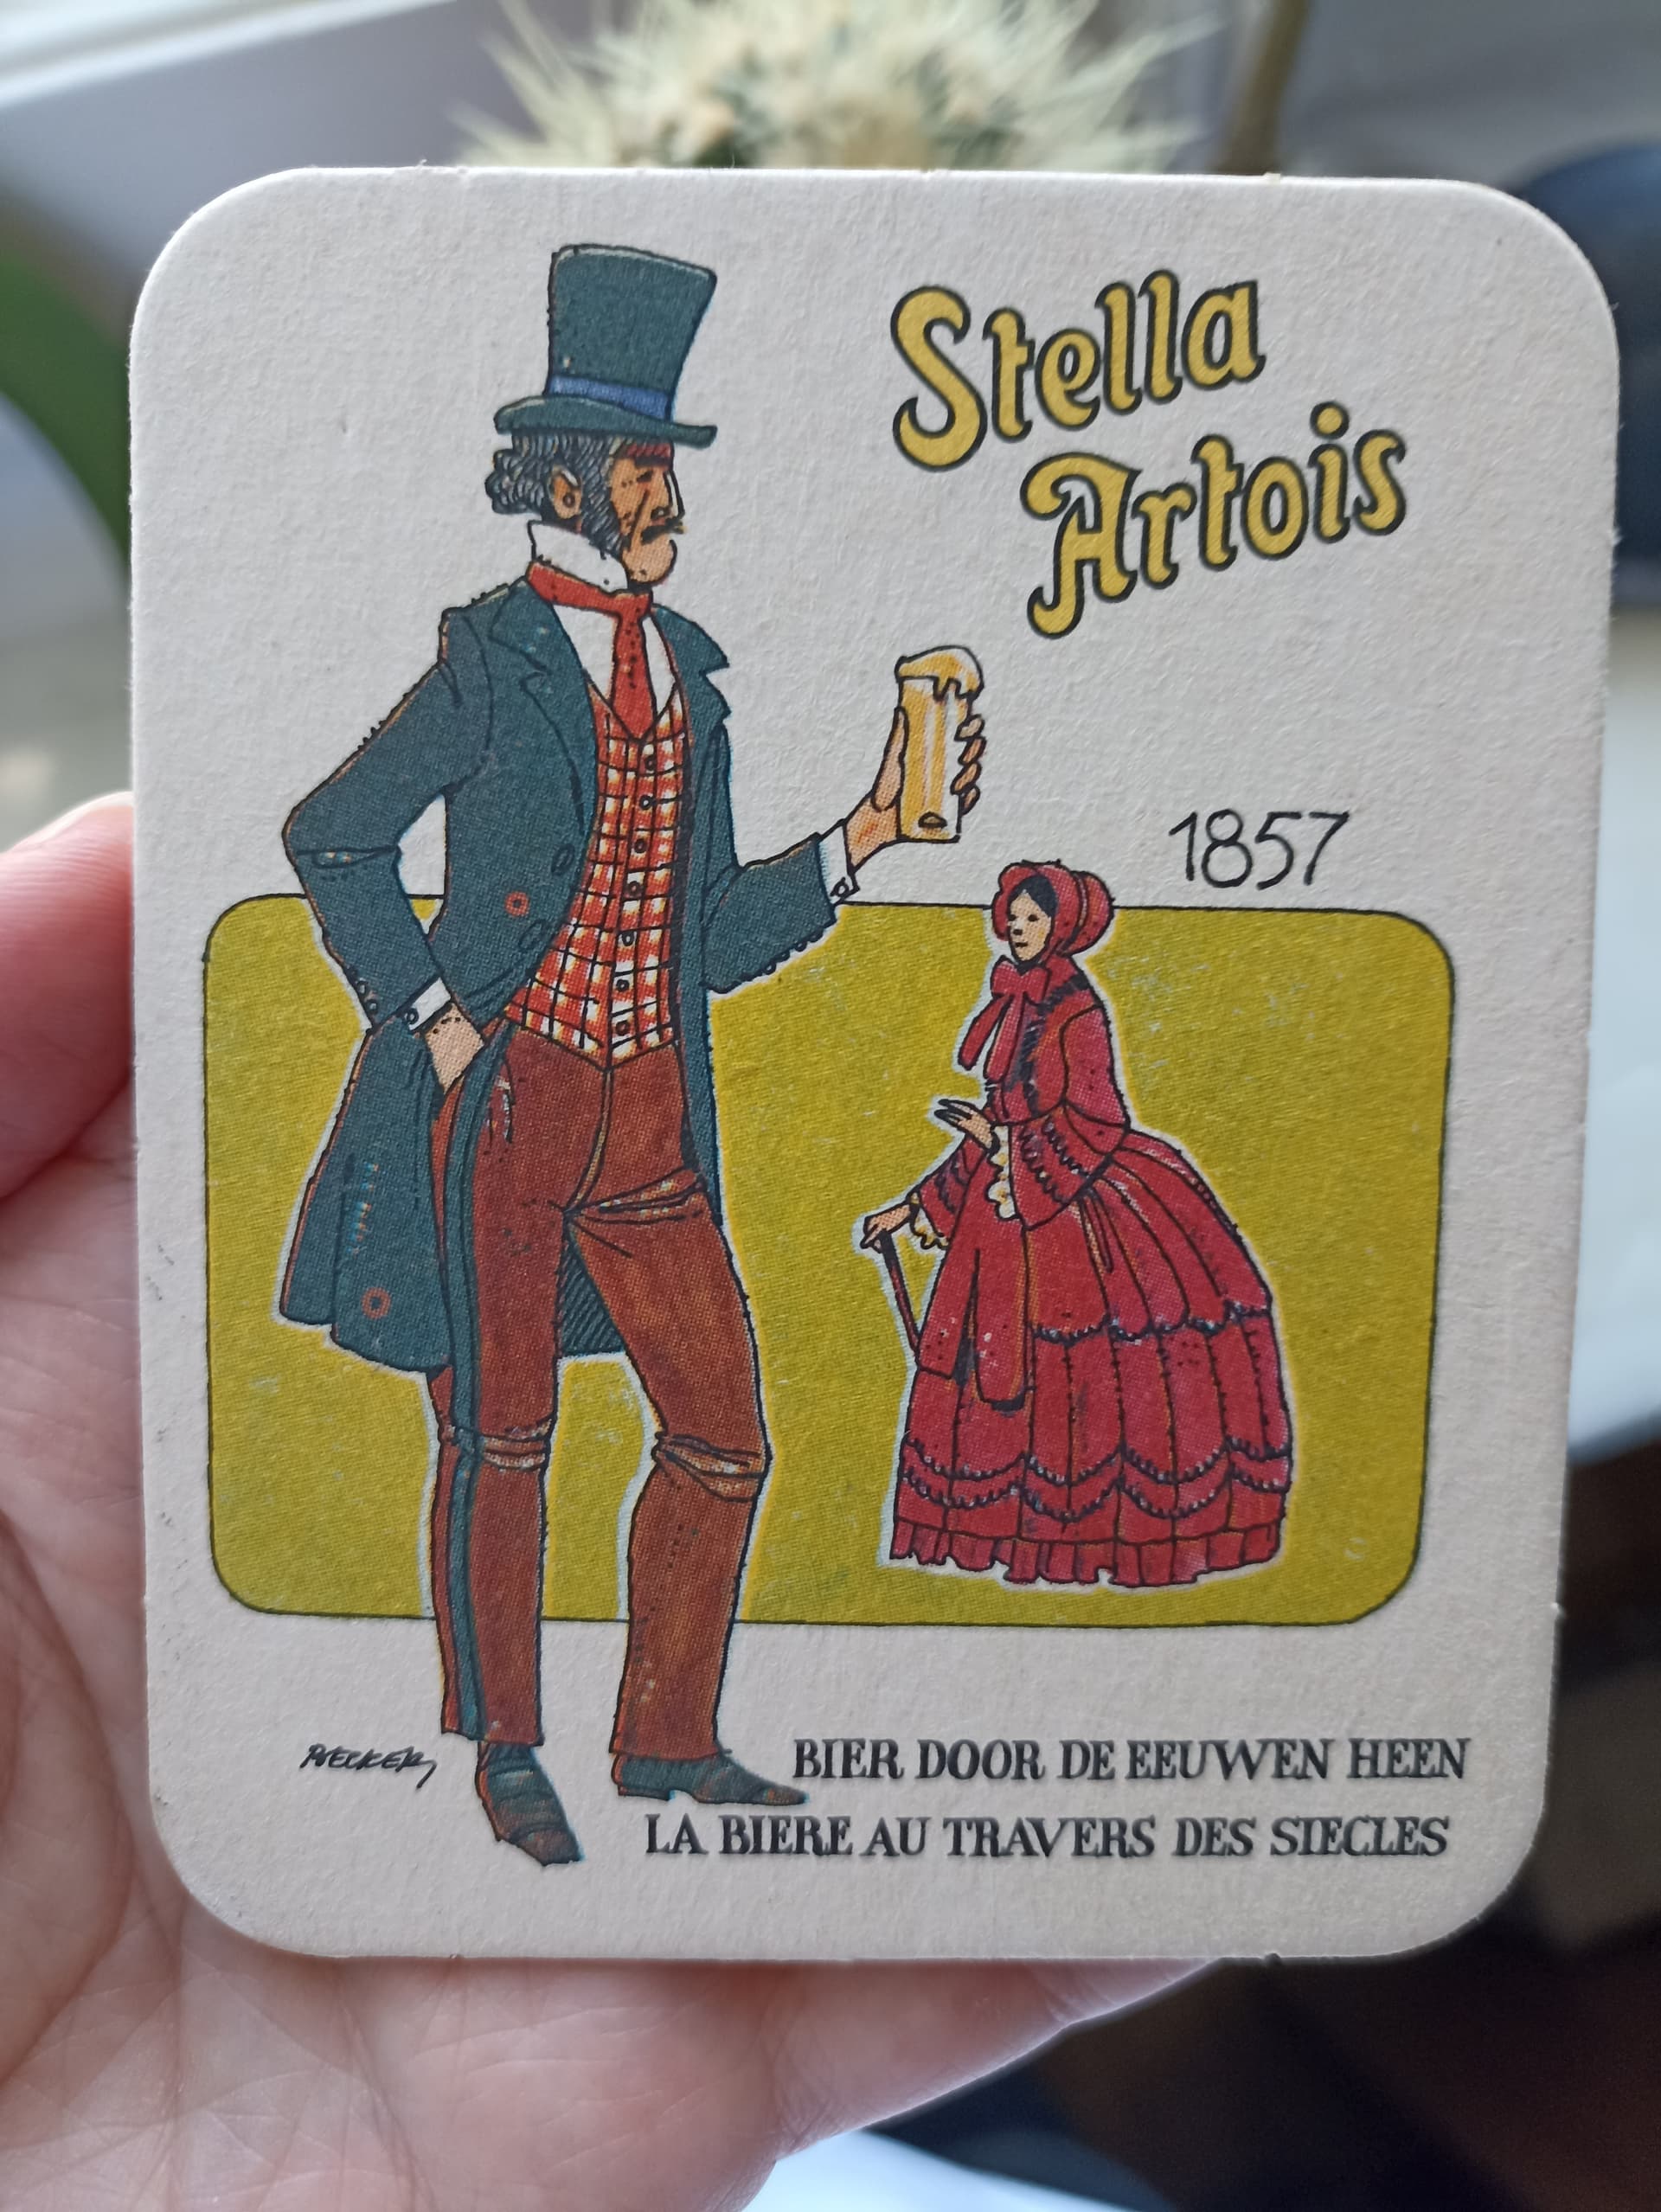 Stella
Artois
1857
BIER DOOR DE EEUWEN HEEN
LA BIERE AU TRAVERS DES SIECLES